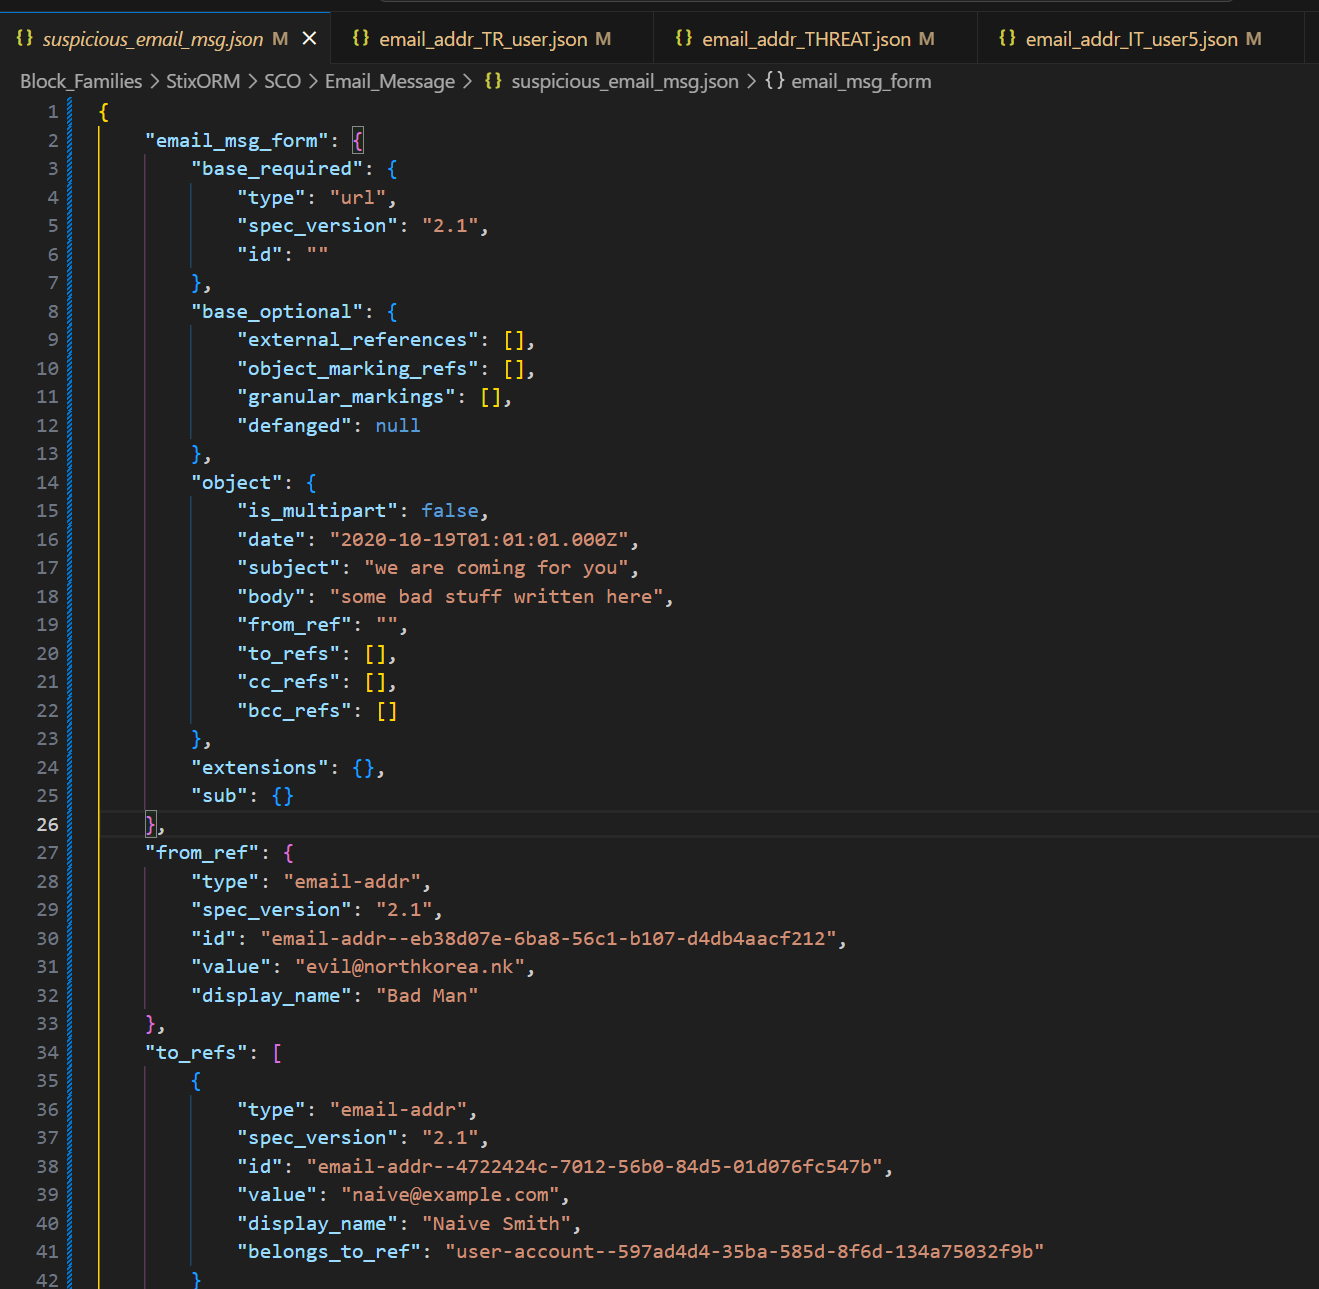 {} suspicious_email_msg.json M × {} email_addr_TR_user.json M {} email_addr_THREAT.json M {} email_addr_IT_user5.json M
Block_Families > StixORM > SCO > Email_Message > {} suspicious_email_msg.json > {} email_msg_form
1 {
2     "email_msg_form": {
3         "base_required": {
4             "type": "url",
5             "spec_version": "2.1",
6             "id": ""
7         },
8         "base_optional": {
9             "external_references": [],
10             "object_marking_refs": [],
11             "granular_markings": [],
12             "defanged": null
13         },
14         "object": {
15             "is_multipart": false,
16             "date": "2020-10-19T01:01:01.000Z",
17             "subject": "we are coming for you",
18             "body": "some bad stuff written here",
19             "from_ref": "",
20             "to_refs": [],
21             "cc_refs": [],
22             "bcc_refs": []
23         },
24         "extensions": {},
25         "sub": {}
26     },
27     "from_ref": {
28         "type": "email-addr",
29         "spec_version": "2.1",
30         "id": "email-addr--eb38d07e-6ba8-56c1-b107-d4db4aacf212",
31         "value": "evil@northkorea.nk",
32         "display_name": "Bad Man"
33     },
34     "to_refs": [
35         {
36             "type": "email-addr",
37             "spec_version": "2.1",
38             "id": "email-addr--4722424c-7012-56b0-84d5-01d076fc547b",
39             "value": "naive@example.com",
40             "display_name": "Naive Smith",
41             "belongs_to_ref": "user-account--597ad4d4-35ba-585d-8f6d-134a75032f9b"
42         }